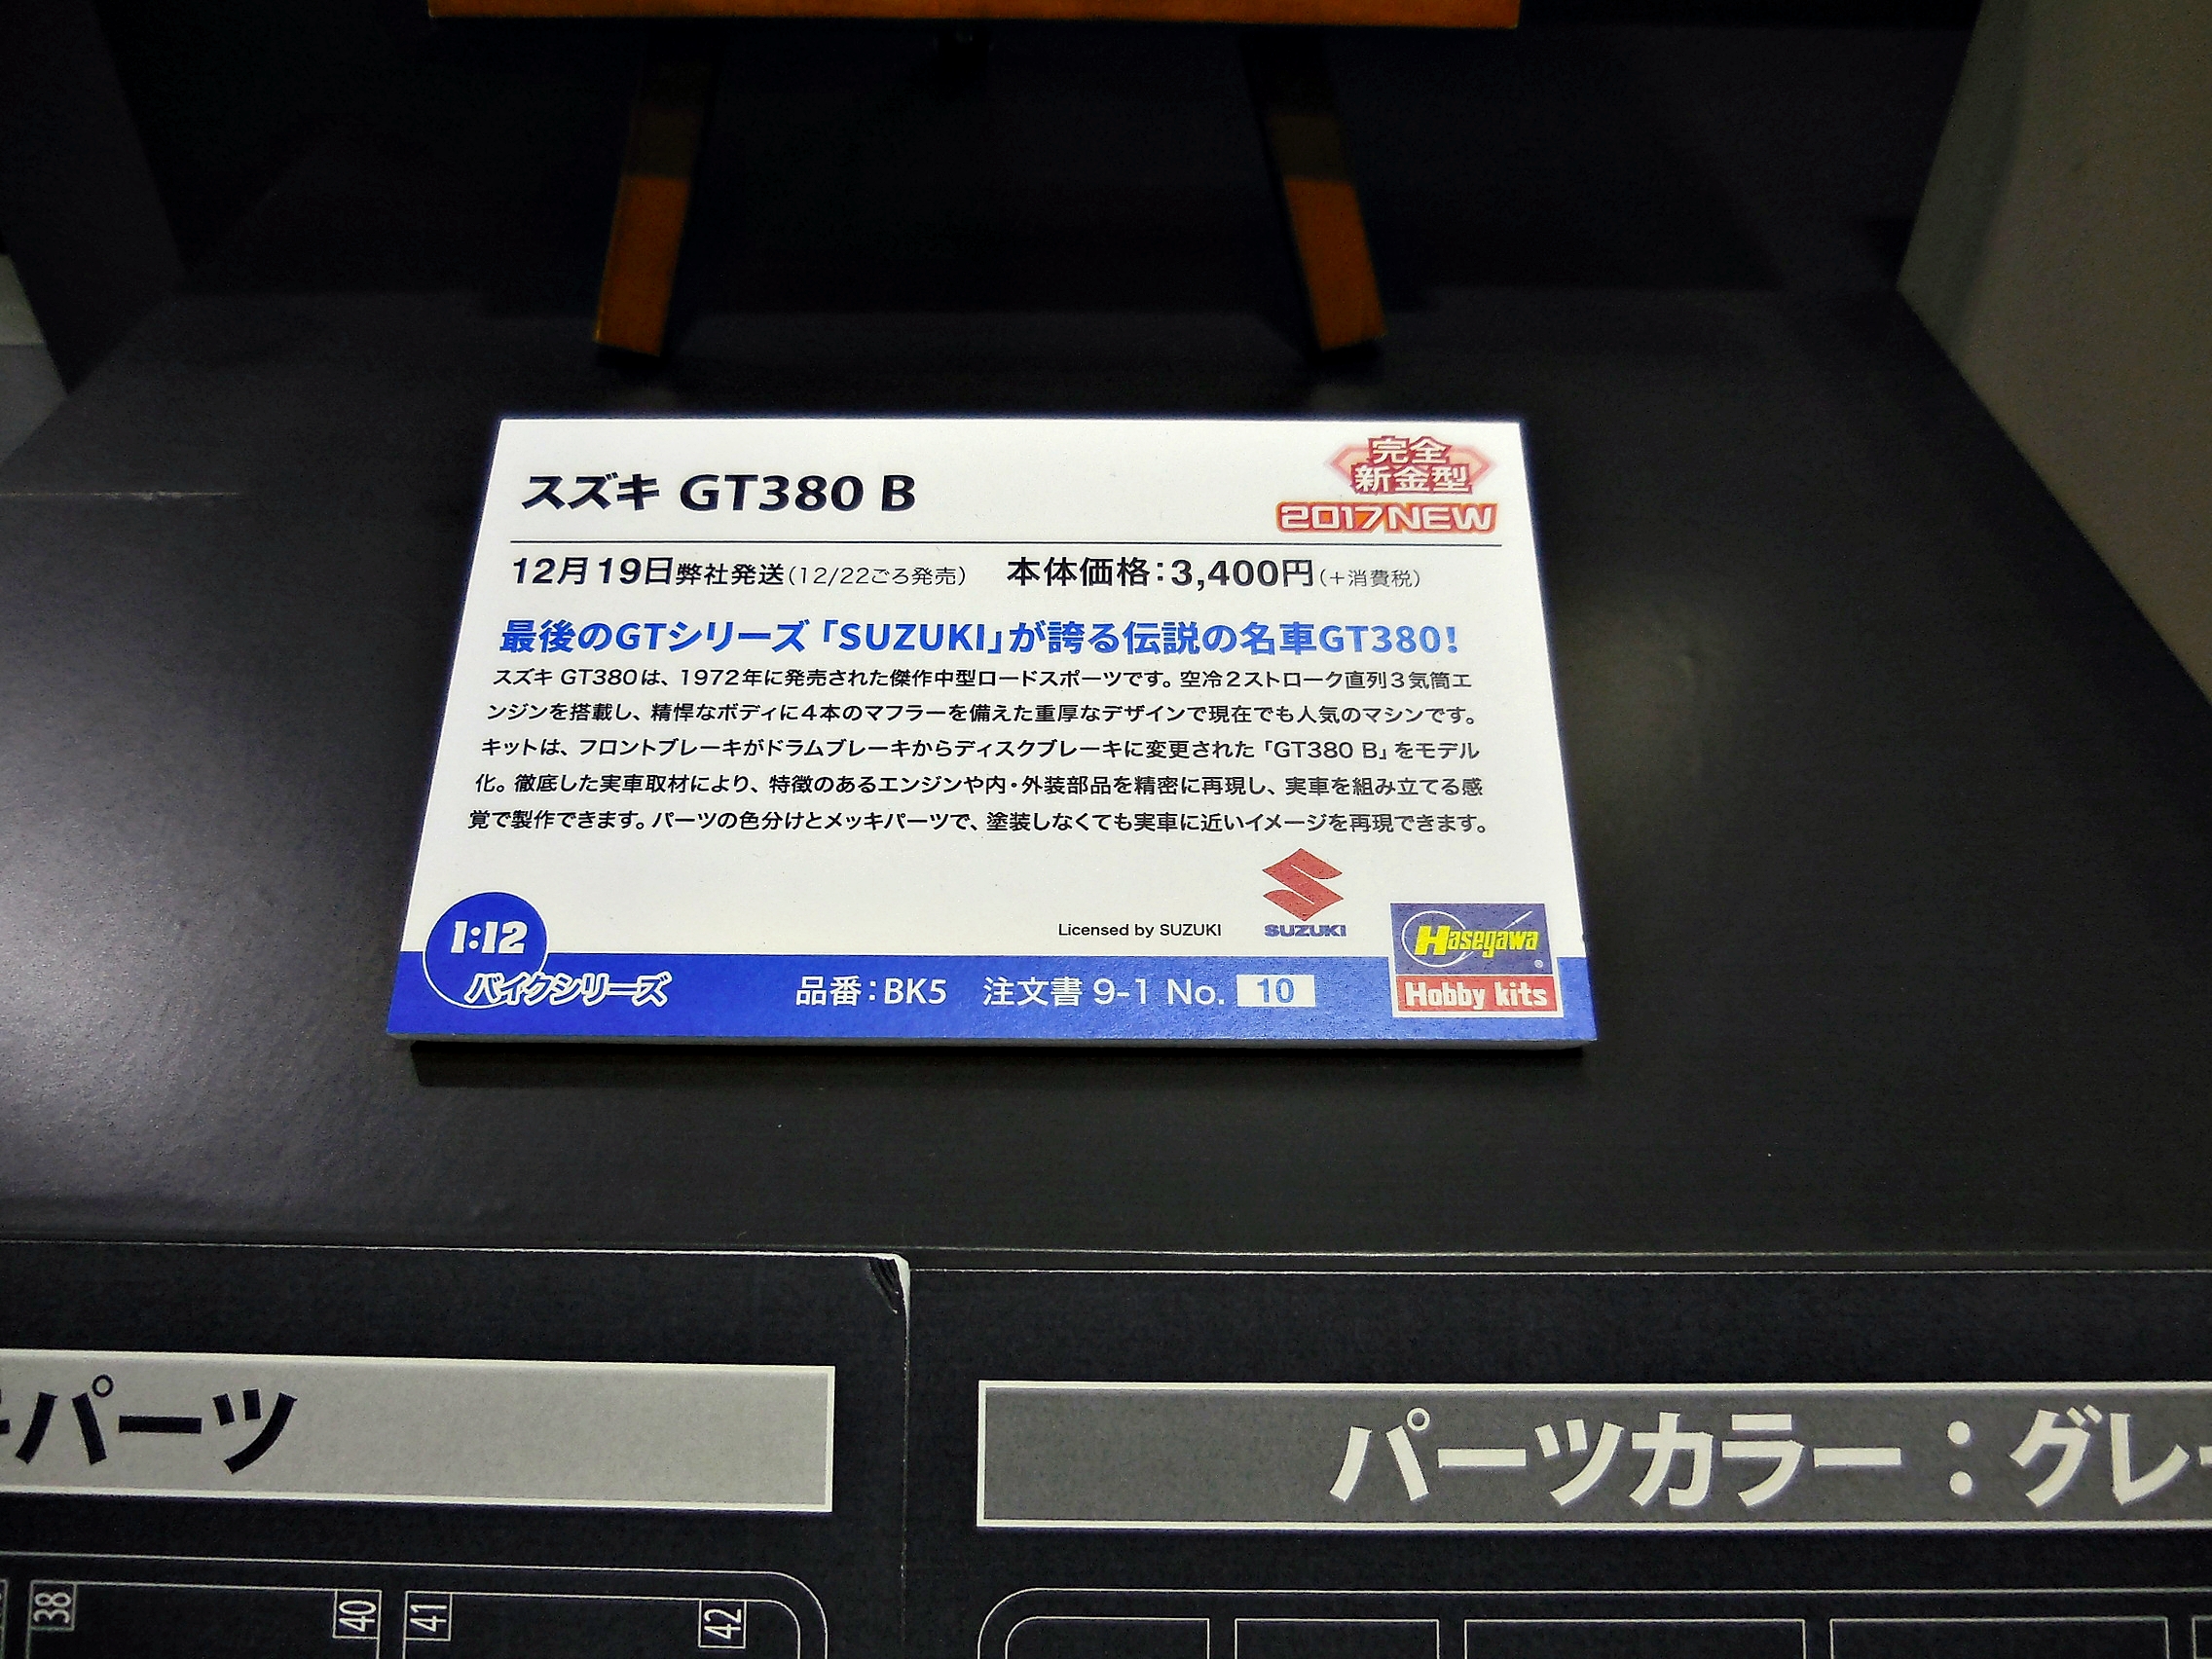 スズキ GT380 B
完全
新金型
2017NEW
12月19日弊社発送(12/22ごろ発売) 本体価格:3,400円(+消費税)
最後のGTシリーズ「SUZUKI」が誇る伝説の名車GT380!
スズキ GT380は、1972年に発売された傑作中型ロードスポーツです。空冷2ストローク直列3気筒エ
ンジンを搭載し、精悍なボディに4本のマフラーを備えた重厚なデザインで現在でも人気のマシンです。
キットは、フロントブレーキがドラムブレーキからディスクブレーキに変更された「GT380 B」をモデル
化。徹底した実車取材により、特徴のあるエンジンや内・外装部品を精密に再現し、実車を組み立てる感
覚で製作できます。パーツの色分けとメッキパーツで、塗装しなくても実車に近いイメージを再現できます。
Licensed by SUZUKI
SUZUKI
1:12
バイクシリーズ
品番:BK5 注文書 9-1 No. 10
Hasegawa
Hobby kits
パーツ
パーツカラー:グレ
38
40
41
42